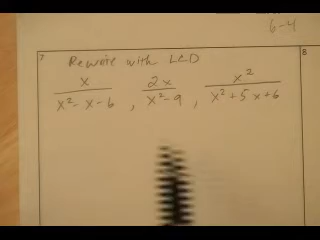 6-4
7 Rewrite with LCD 8
x/(x² - x - 6) , 2x/(x² - 9) , x²/(x² + 5x + 6)